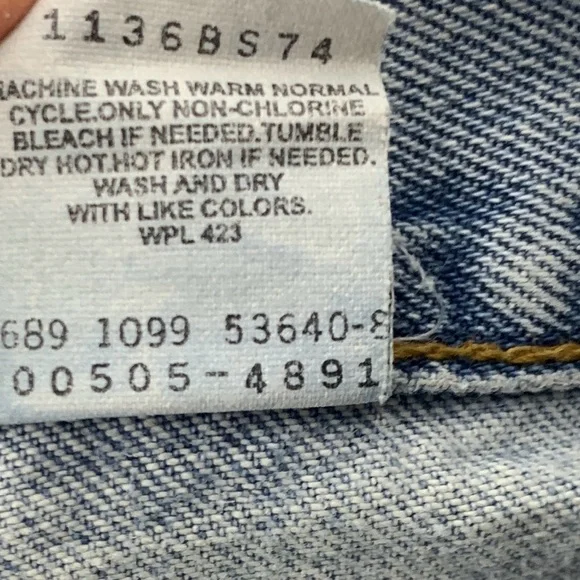 1136BS74
MACHINE WASH WARM NORMAL
CYCLE.ONLY NON-CHLORINE
BLEACH IF NEEDED.TUMBLE
DRY HOT.HOT IRON IF NEEDED.
WASH AND DRY
WITH LIKE COLORS.
WPL 423
689 1099 53640-
00505-4891